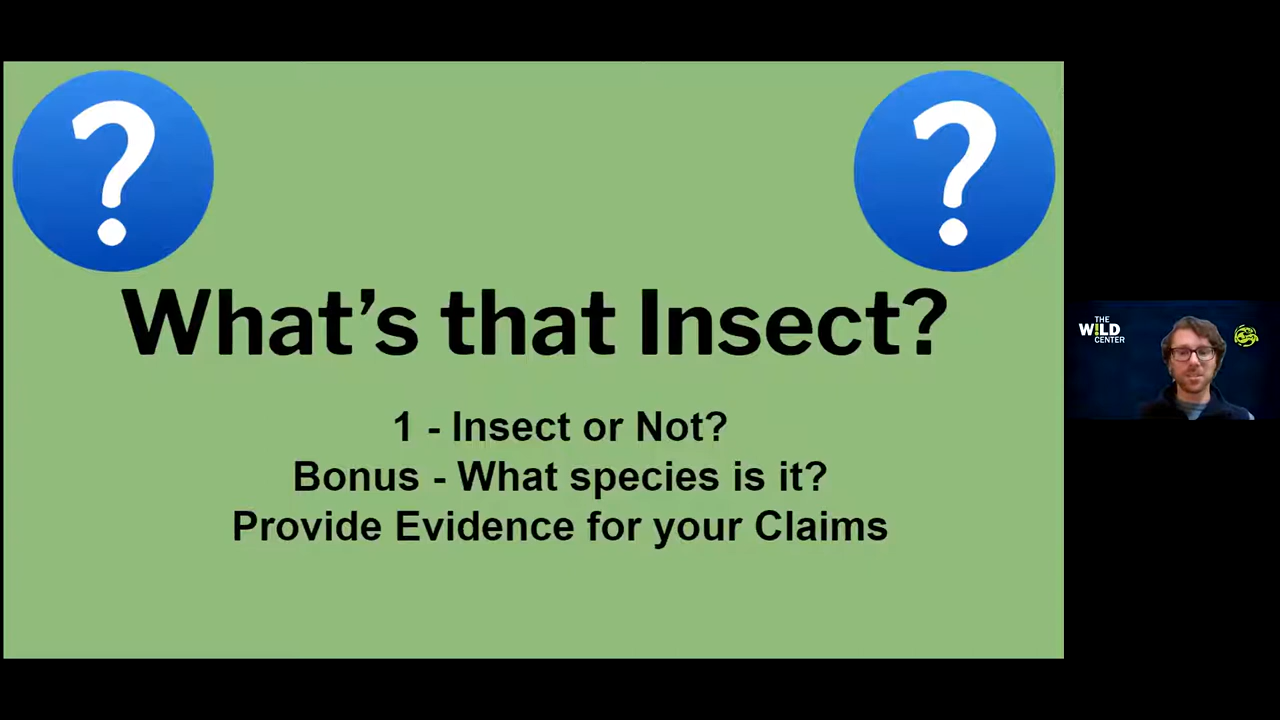 ?
?
What's that Insect?
1 - Insect or Not?
Bonus - What species is it?
Provide Evidence for your Claims
THE
W!LD
CENTER